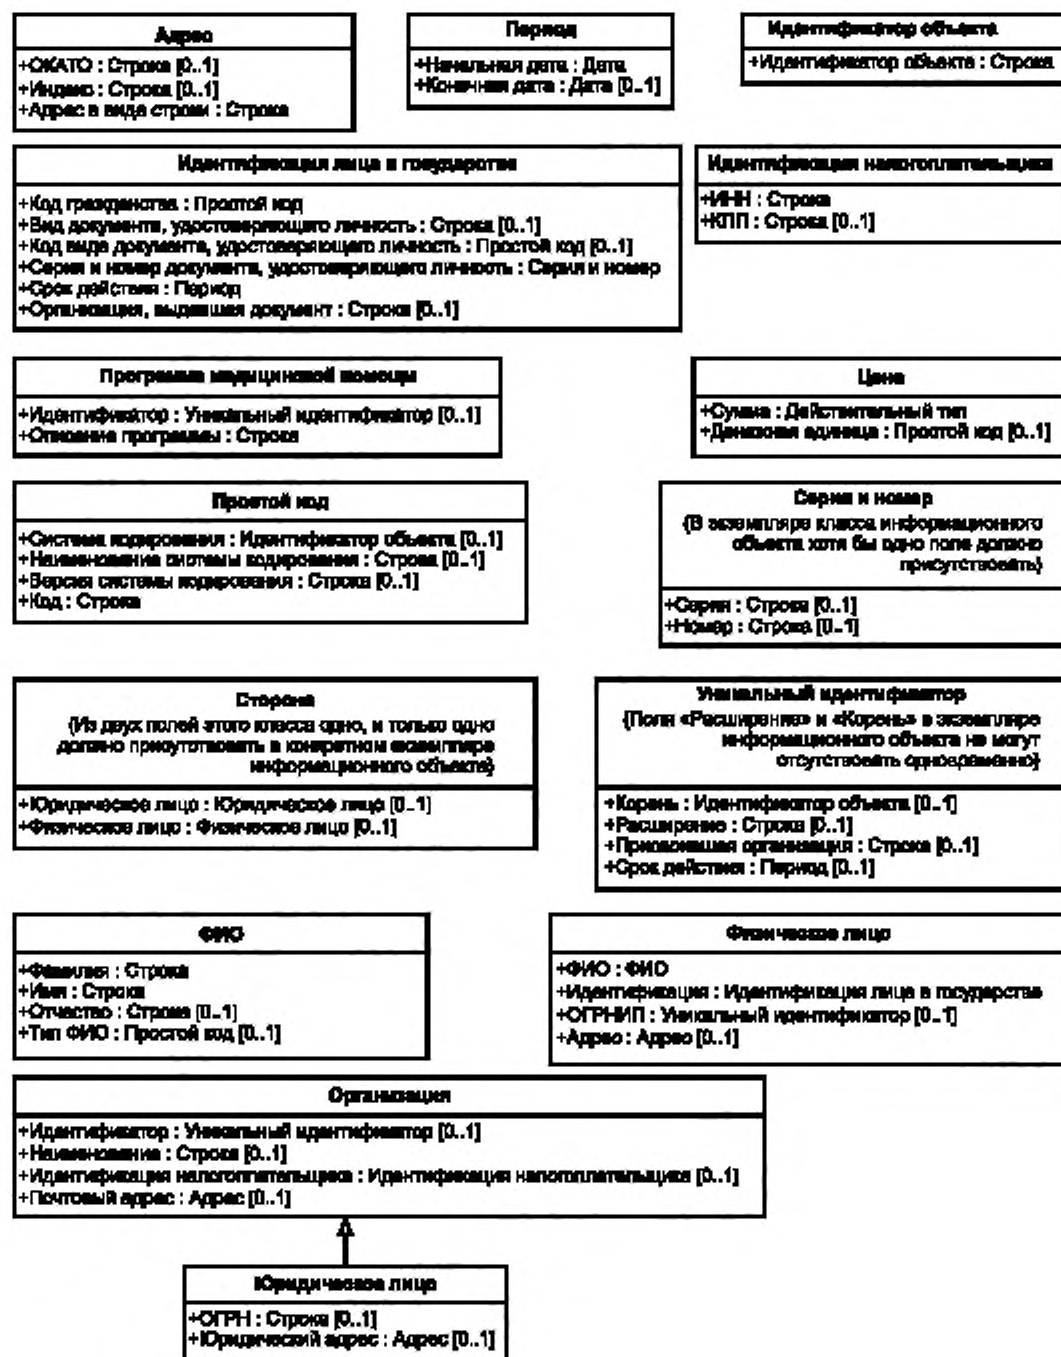 Адрес
+ОКАТО : Строка [0..1]
+Индекс : Строка [0..1]
+Адрес в виде строки : Строка
Период
+Начальная дата : Дата
+Конечная дата : Дата [0..1]
Идентификатор объекта
+Идентификатор объекта : Строка
Идентификация лица в государстве
+Код гражданства : Простой код
+Вид документа, удостоверяющего личность : Строка [0..1]
+Код вида документа, удостоверяющего личность : Простой код [0..1]
+Серия и номер документа, удостоверяющего личность : Серия и номер
+Срок действия : Период
+Организация, выдавшая документ : Строка [0..1]
Идентификация налогоплательщика
+ИНН : Строка
+КПП : Строка [0..1]
Программа медицинской помощи
+Идентификатор : Уникальный идентификатор [0..1]
+Описание программы : Строка
Цена
+Сумма : Действительный тип
+Денежная единица : Простой код [0..1]
Простой код
+Система кодирования : Идентификатор объекта [0..1]
+Наименование системы кодирования : Строка [0..1]
+Версия системы кодирования : Строка [0..1]
+Код : Строка
Серия и номер
{В экземпляре класса информационного
объекта хотя бы одно поле должно
присутствовать}
+Серия : Строка [0..1]
+Номер : Строка [0..1]
Сторона
{Из двух полей этого класса одно, и только одно
должно присутствовать в конкретном экземпляре
информационного объекта}
+Юридическое лицо : Юридическое лицо [0..1]
+Физическое лицо : Физическое лицо [0..1]
Уникальный идентификатор
{Поля «Расширение» и «Корень» в экземпляре
информационного объекта не могут
отсутствовать одновременно}
+Корень : Идентификатор объекта [0..1]
+Расширение : Строка [0..1]
+Присвоившая организация : Строка [0..1]
+Срок действия : Период [0..1]
ФИО
+Фамилия : Строка
+Имя : Строка
+Отчество : Строка [0..1]
+Тип ФИО : Простой код [0..1]
Физическое лицо
+ФИО : ФИО
+Идентификация : Идентификация лица в государстве
+ОГРНИП : Уникальный идентификатор [0..1]
+Адрес : Адрес [0..1]
Организация
+Идентификатор : Уникальный идентификатор [0..1]
+Наименование : Строка [0..1]
+Идентификация налогоплательщика : Идентификация налогоплательщика [0..1]
+Почтовый адрес : Адрес [0..1]
Юридическое лицо
+ОГРН : Строка [0..1]
+Юридический адрес : Адрес [0..1]